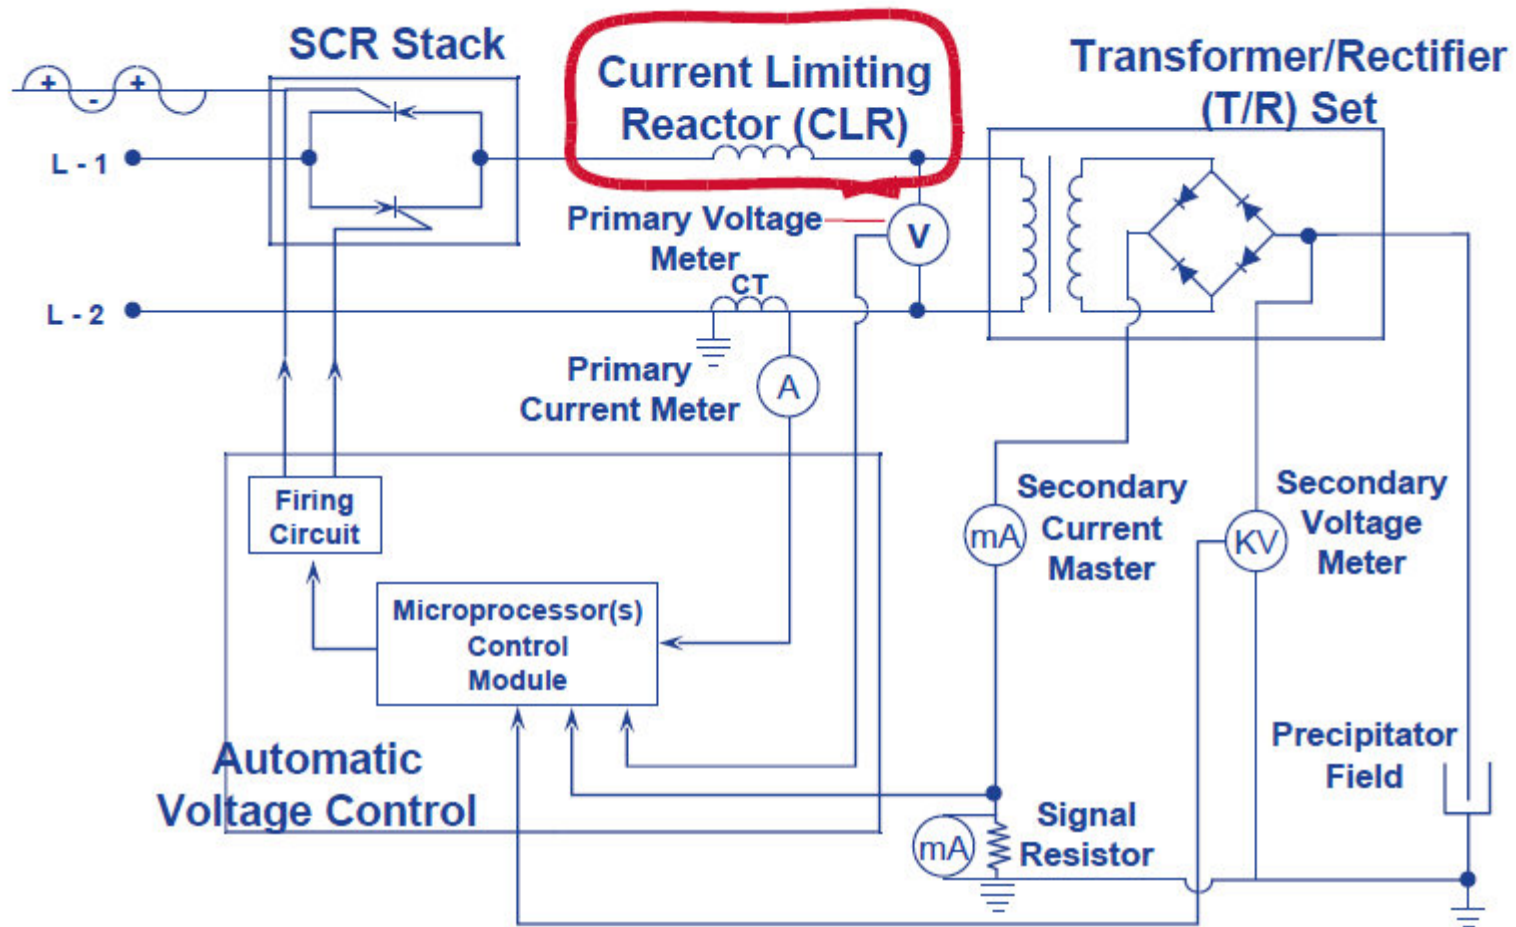 SCR Stack
Current Limiting
Reactor (CLR)
Transformer/Rectifier
(T/R) Set
+ - +
L - 1
Primary Voltage
Meter
V
L - 2
CT
Primary
Current Meter
A
Firing
Circuit
Secondary
Current
Master
mA
Secondary
Voltage
Meter
KV
Microprocessor(s)
Control
Module
Automatic
Voltage Control
Precipitator
Field
mA
Signal
Resistor